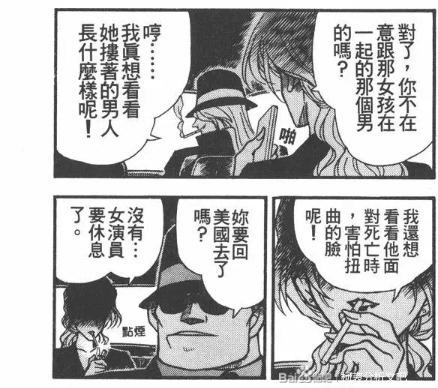 對了，你不在
意跟那女孩在
一起的那個男
的嗎？
哼……
我真想看看
她摟著的男人
長什麼樣呢！
啪
我還想
看看他面
對死亡時
，害怕扭
曲的臉
呢！
妳要回
美國去了
嗎？
沒有…
女演員
要休息
了。
點煙